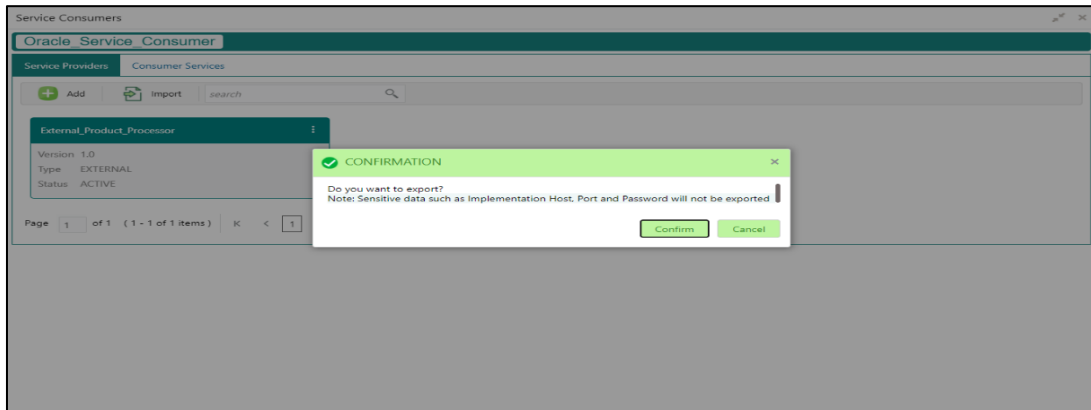 Service Consumers
Oracle_Service_Consumer
Service Providers Consumer Services
Add Import search
External_Product_Processor
Version 1.0
Type EXTERNAL
Status ACTIVE
CONFIRMATION
Do you want to export?
Note: Sensitive data such as Implementation Host, Port and Password will not be exported
Confirm Cancel
Page 1 of 1 ( 1 - 1 of 1 items ) K < 1